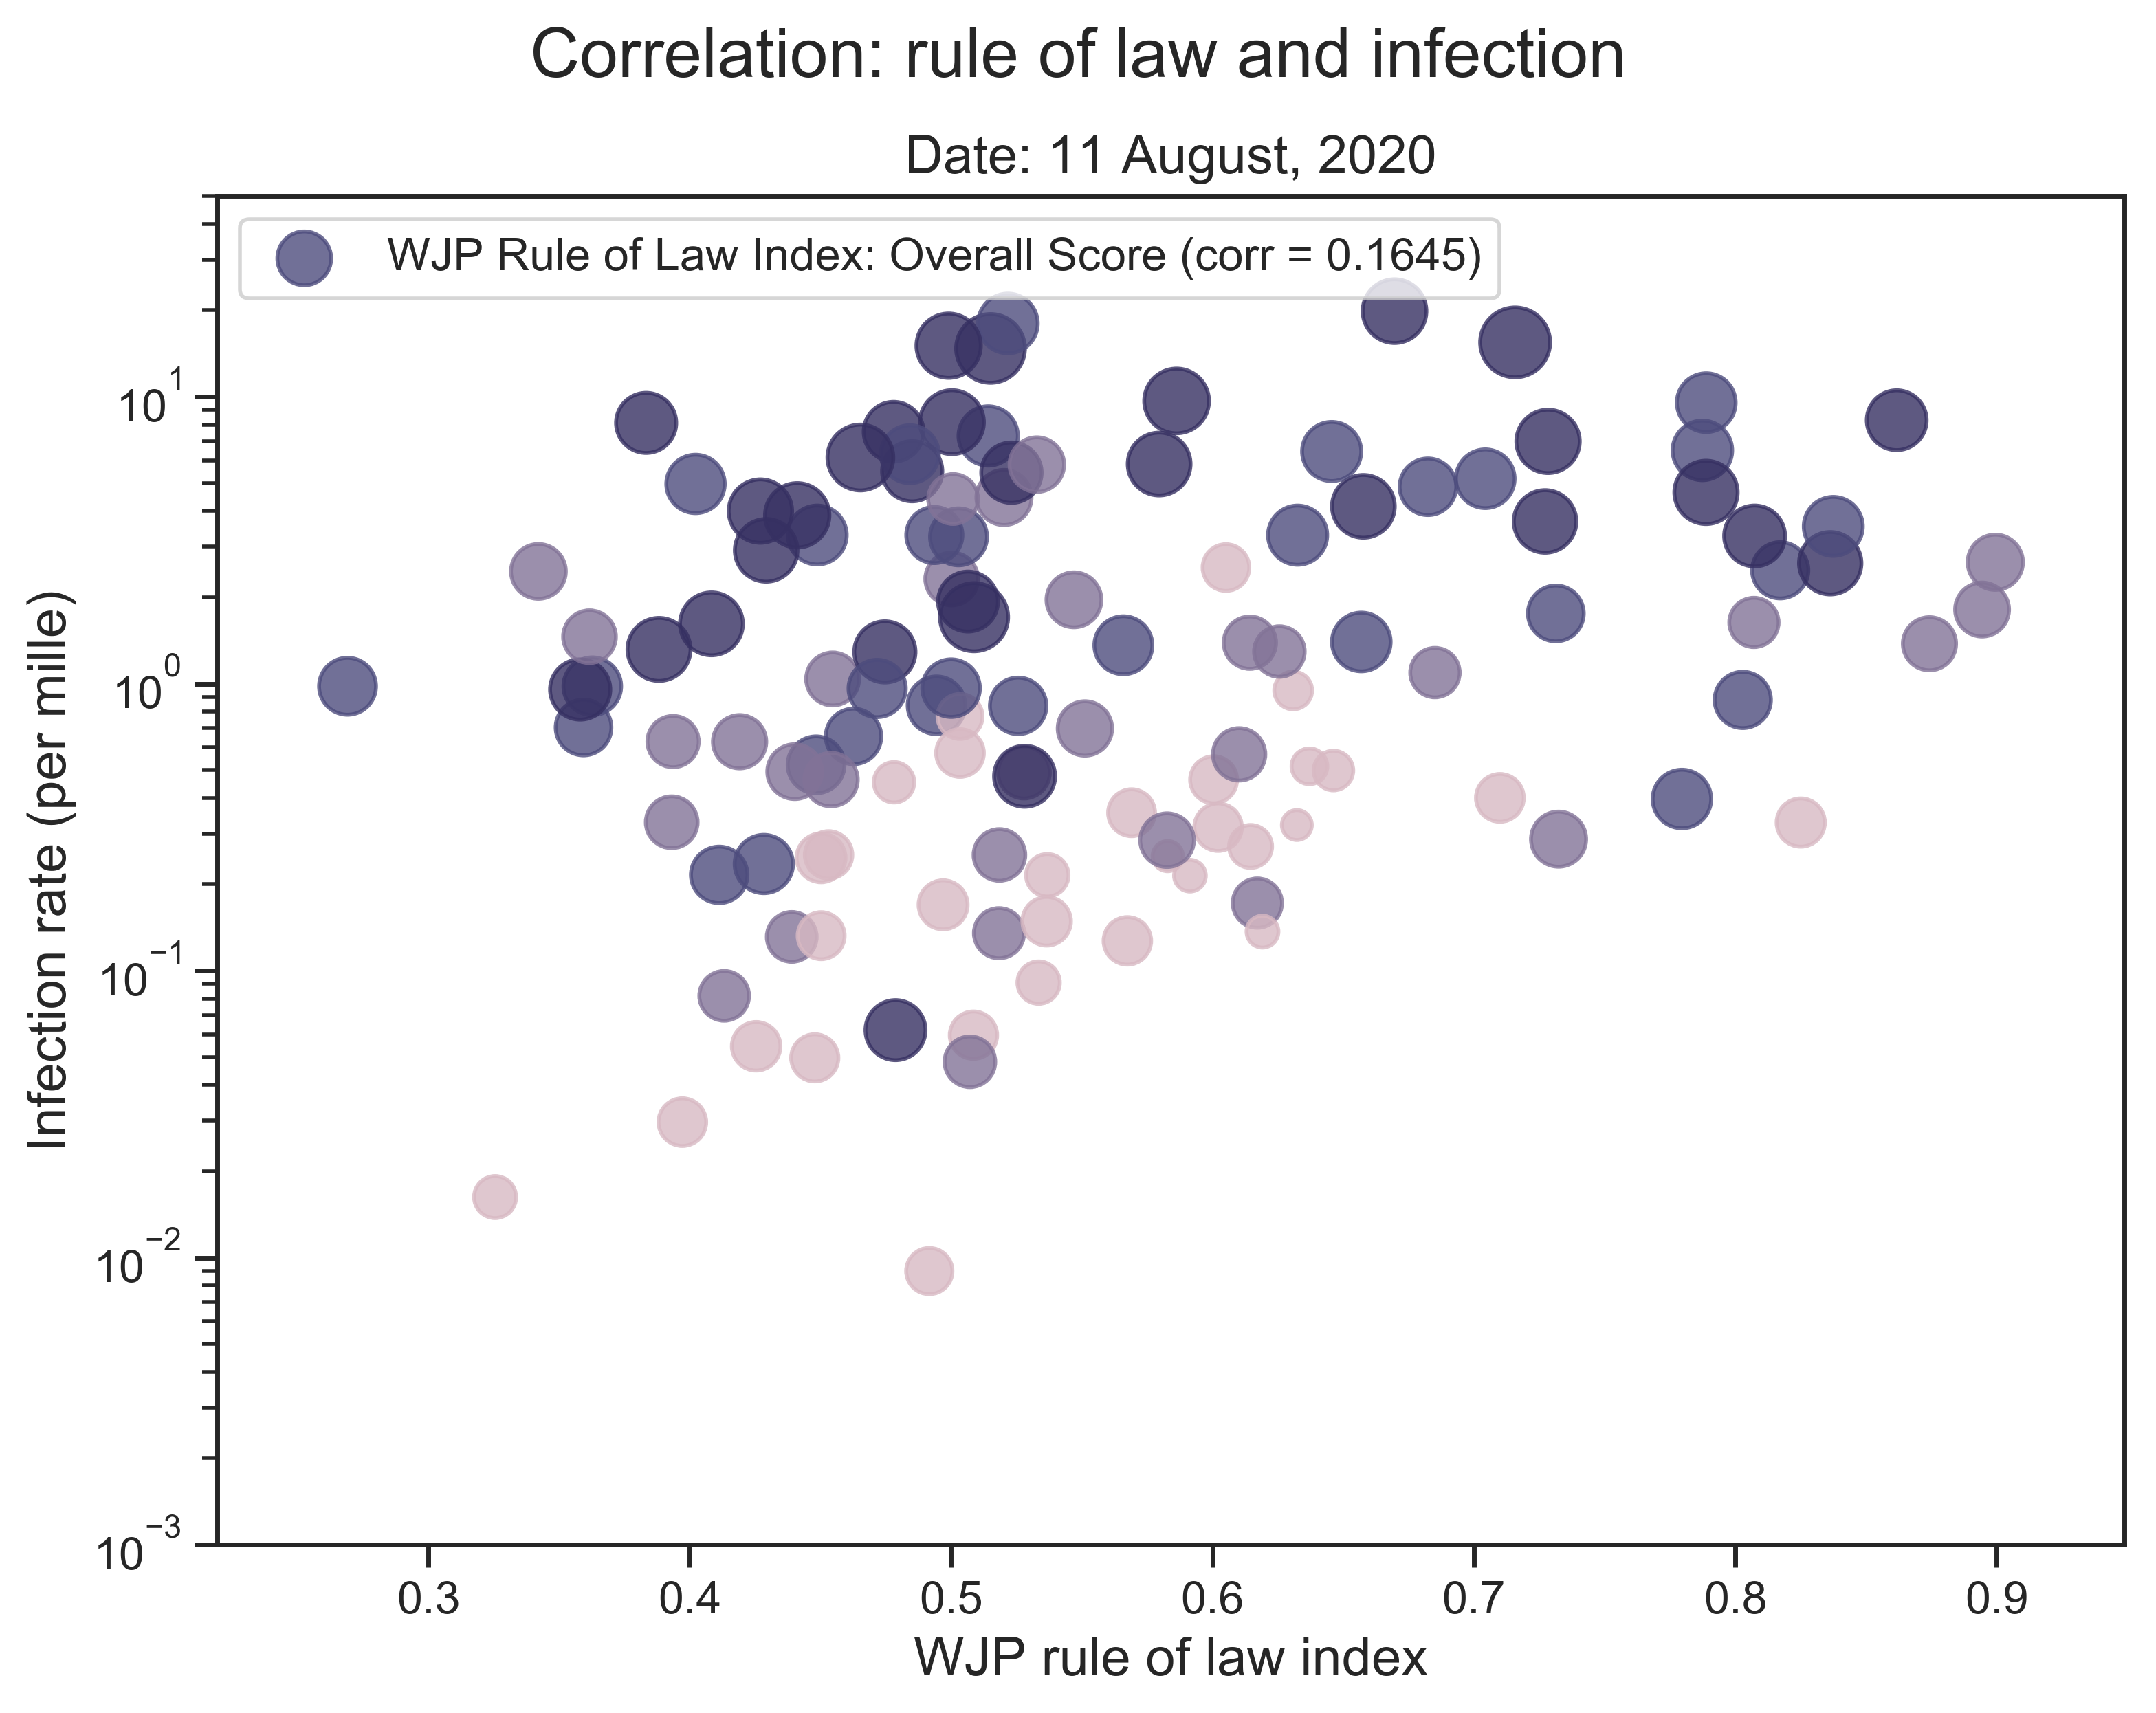 Correlation: rule of law and infection
Date: 11 August, 2020
WJP Rule of Law Index: Overall Score (corr = 0.1645)
Infection rate (per mille)
10^1
10^0
10^−1
10^−2
10^−3
0.3 0.4 0.5 0.6 0.7 0.8 0.9
WJP rule of law index